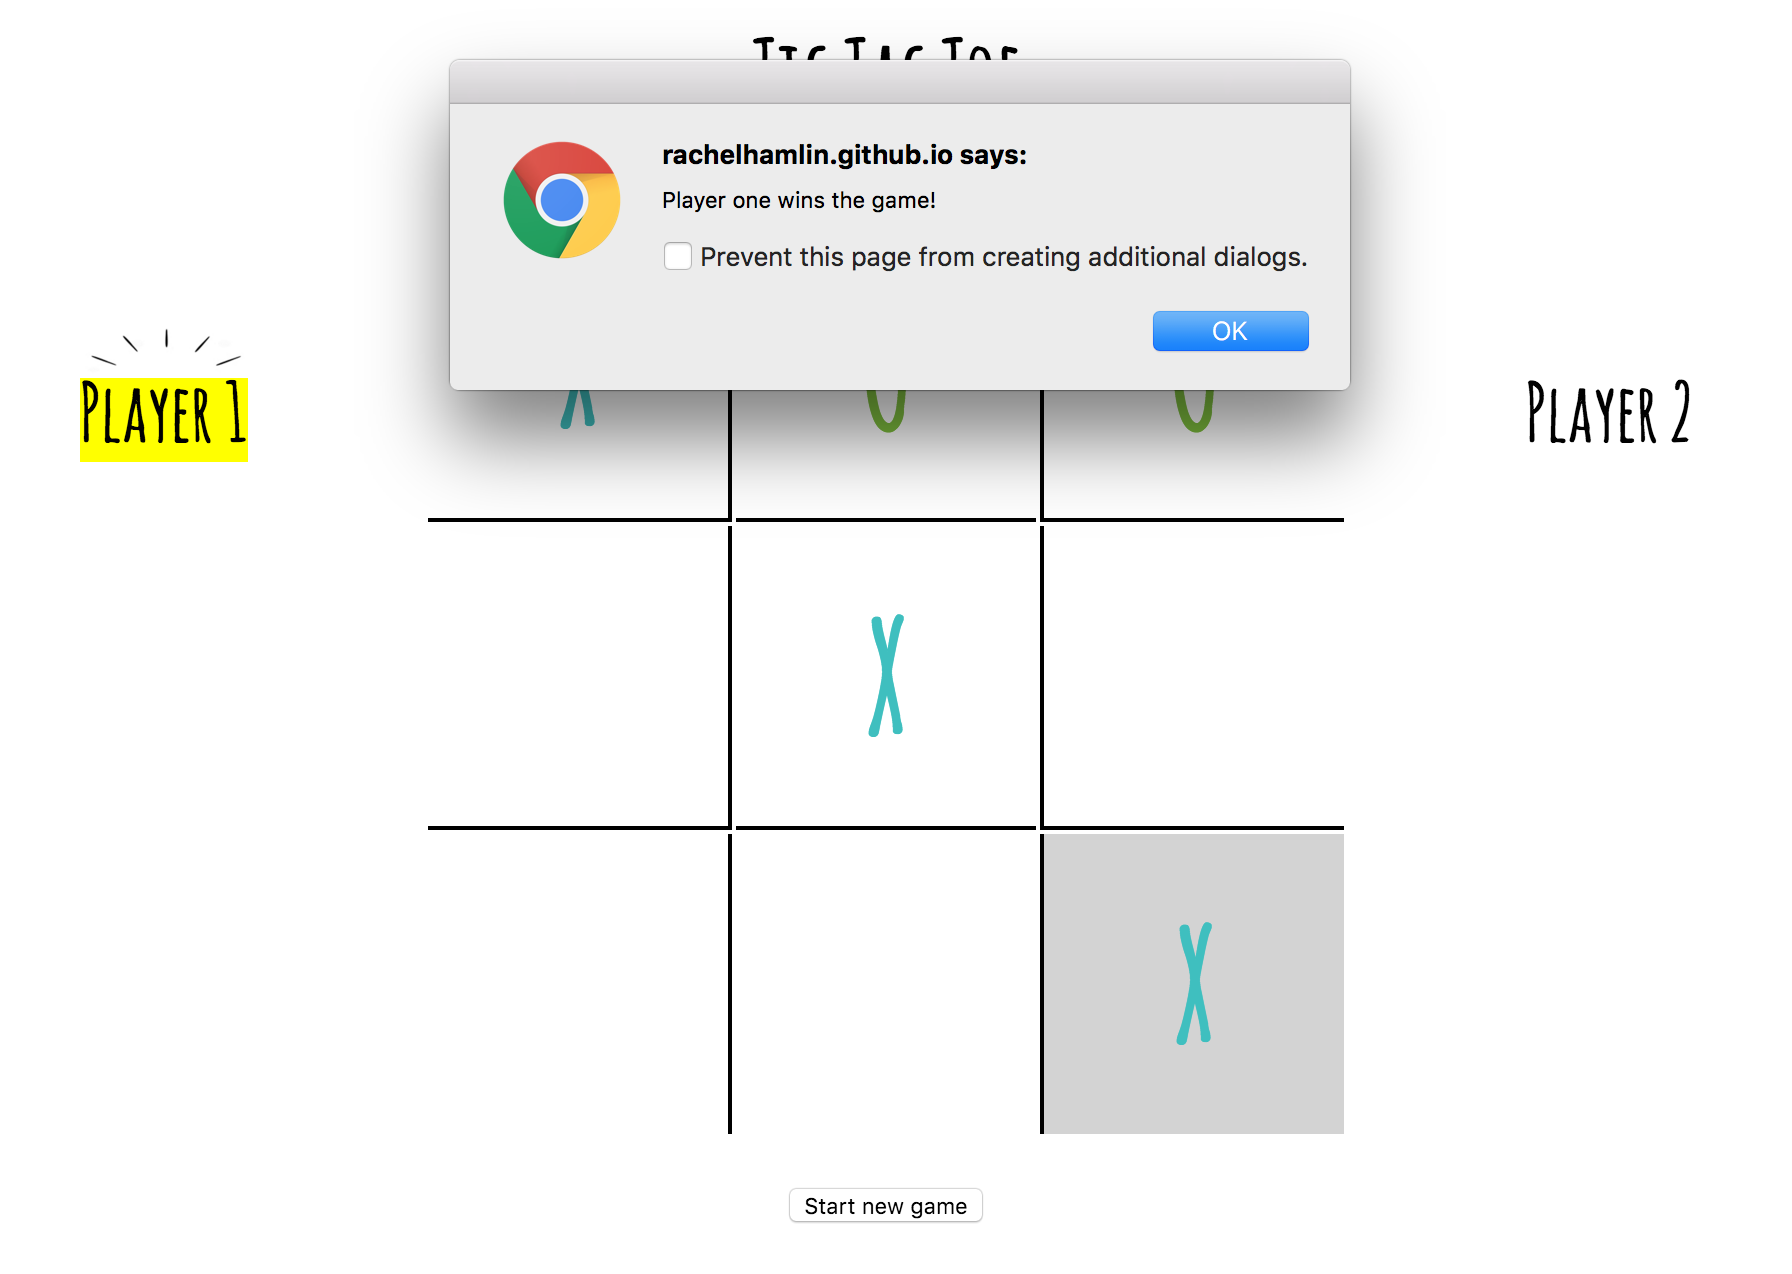 Tic Tac Toe
rachelhamlin.github.io says:
Player one wins the game!
Prevent this page from creating additional dialogs.
OK
Player 1
Player 2
X O O
X
X
Start new game